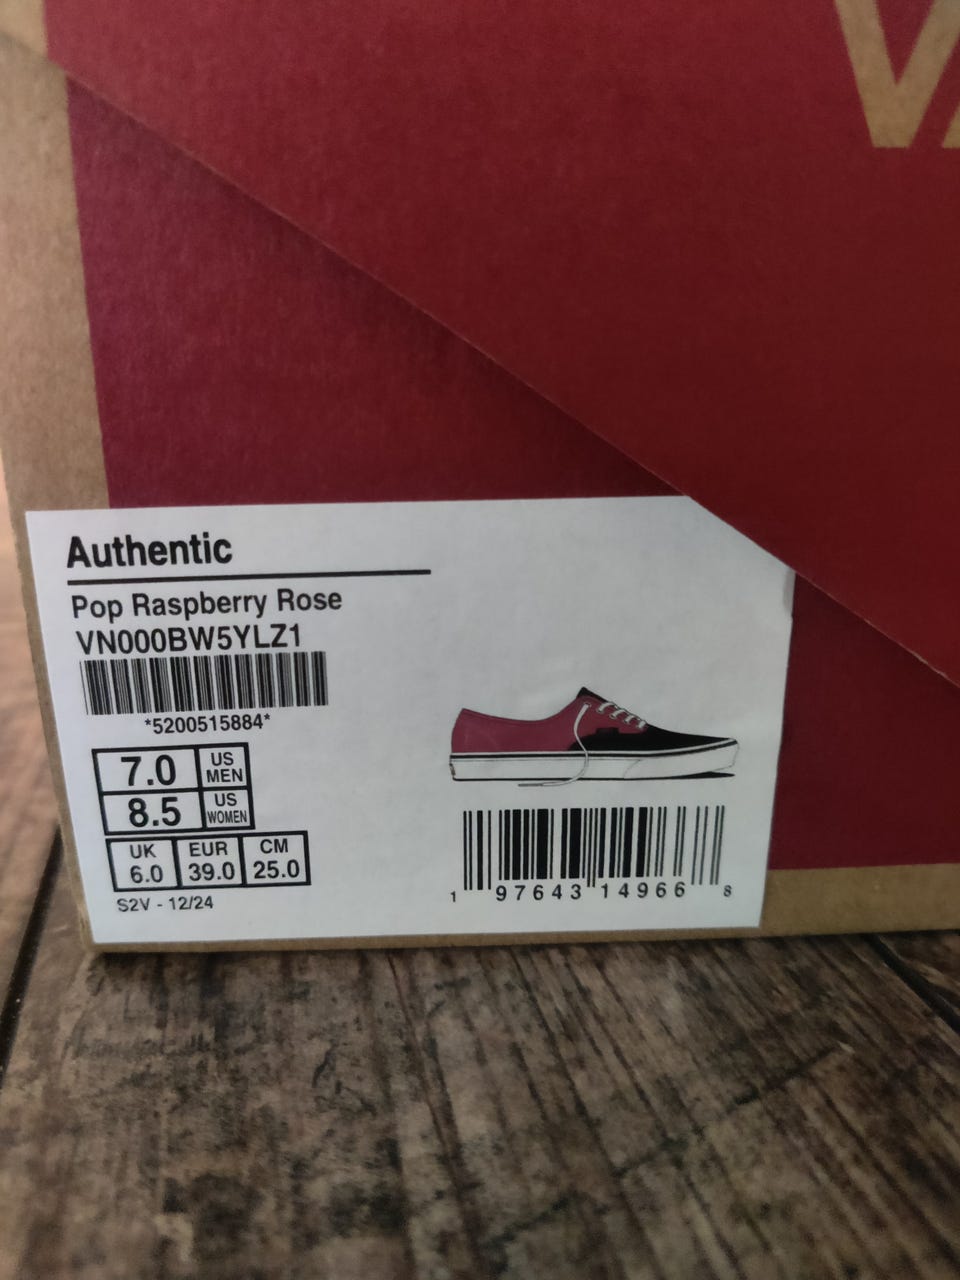 VA
Authentic
Pop Raspberry Rose
VN000BW5YLZ1
*5200515884*
7.0 US MEN
8.5 US WOMEN
UK EUR CM
6.0 39.0 25.0
S2V - 12/24
1 97643 14966 8